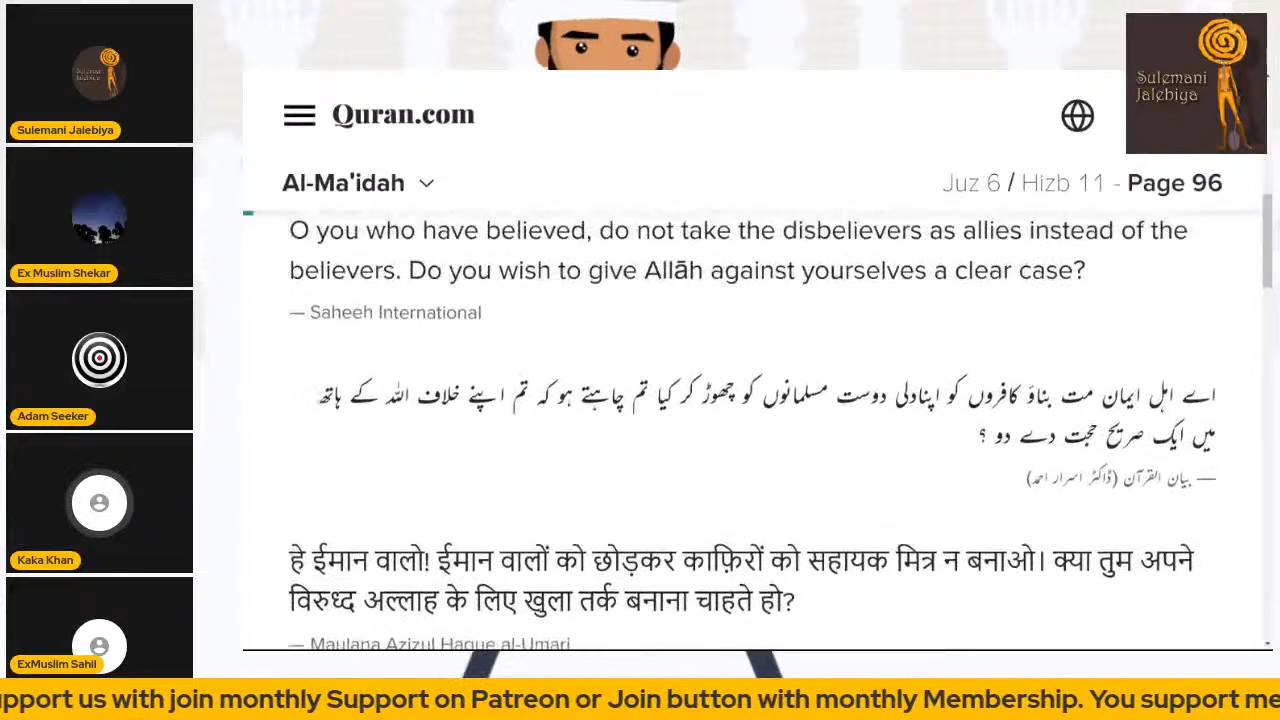 Sulemani Jalebiya
Sulemani Jalebiya
Ex Muslim Shekar
Adam Seeker
Kaka Khan
ExMuslim Sahil
Quran.com
Sulemani
Jalebiya
Al-Ma'idah
Juz 6 / Hizb 11 - Page 96
O you who have believed, do not take the disbelievers as allies instead of the
believers. Do you wish to give Allāh against yourselves a clear case?
— Saheeh International
اے اہل ایمان مت بناؤ کافروں کو اپنادلی دوست مسلمانوں کو چھوڑ کر کیا تم چاہتے ہو کہ تم اپنے خلاف اللہ کے ہاتھ
میں ایک صریح حجت دے دو ؟
— بیان القرآن (ڈاکٹر اسرار احمد)
हे ईमान वालो! ईमान वालों को छोड़कर काफ़िरों को सहायक मित्र न बनाओ। क्या तुम अपने
विरुध्द अल्लाह के लिए खुला तर्क बनाना चाहते हो?
— Maulana Azizul Haque al-Umari
pport us with join monthly Support on Patreon or Join button with monthly Membership. You support me